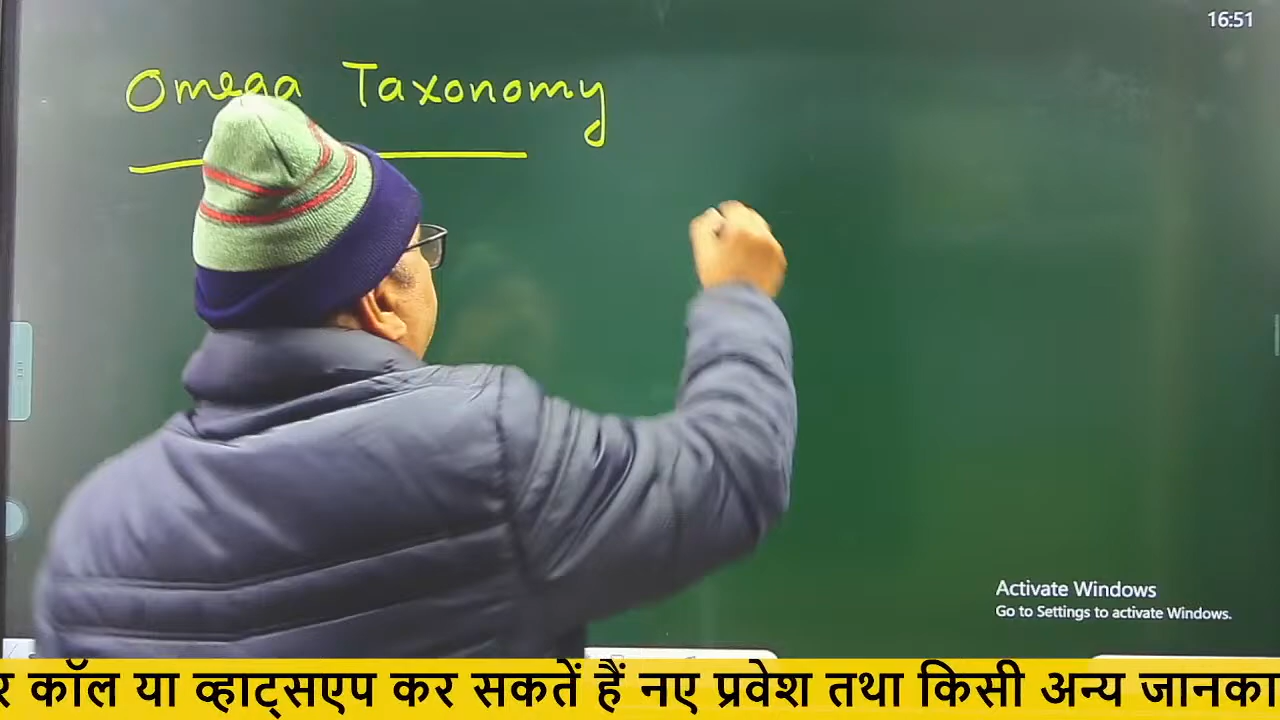 16:51
Omega Taxonomy
Activate Windows
Go to Settings to activate Windows.
र कॉल या व्हाट्सएप कर सकतें हैं नए प्रवेश तथा किसी अन्य जानका